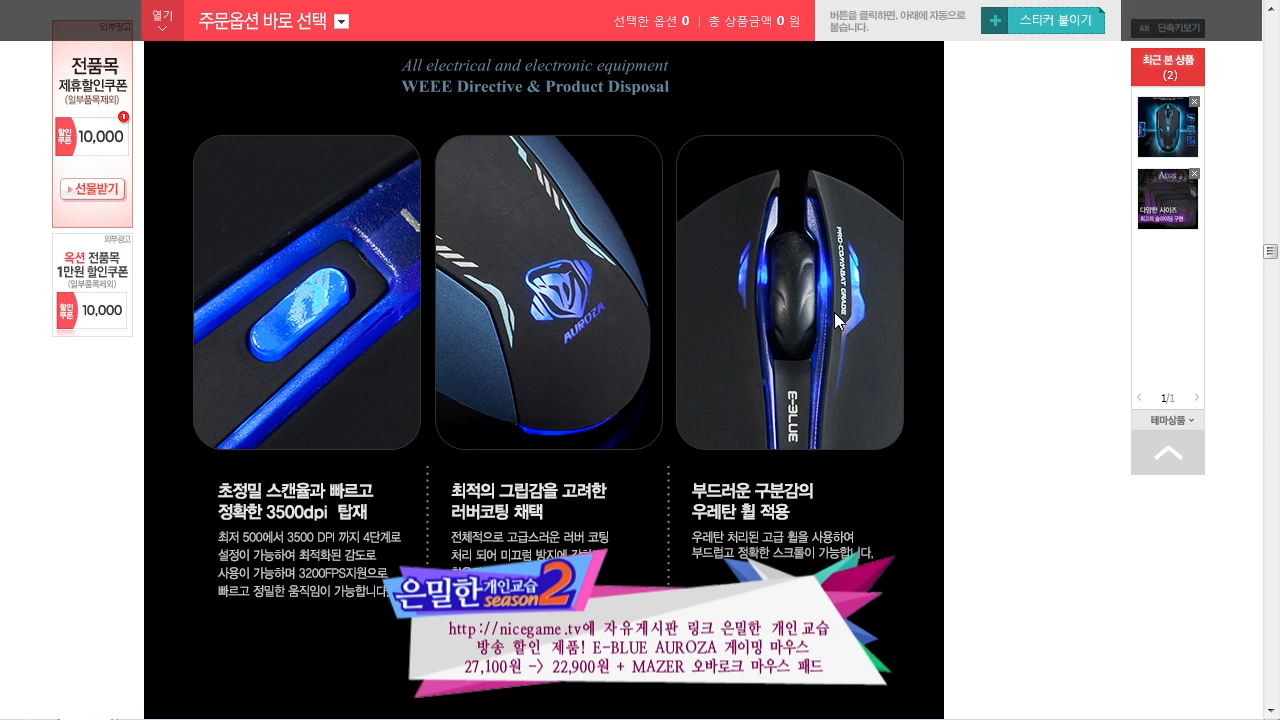 열기
주문옵션 바로 선택
선택한 옵션 0 | 총 상품금액 0 원
버튼을 클릭하면, 아래에 자동으로
붙습니다.
+ 스티커 붙이기
단축키보기
외부광고
전품목
제휴할인쿠폰
(일부품목제외)
1
할인
쿠폰
10,000
선물받기
외부광고
옥션 전품목
1만원 할인쿠폰
(일부품목제외)
할인
쿠폰
10,000
All electrical and electronic equipment
WEEE Directive & Product Disposal
AUROZA
PRO-COMBAT GRADE
E-BLUE
초정밀 스캔율과 빠르고
정확한 3500dpi 탑재
최저 500에서 3500 DPI 까지 4단계로
설정이 가능하여 최적화된 감도로
사용이 가능하며 3200FPS지원으로
빠르고 정밀한 움직임이 가능합니다.
최적의 그립감을 고려한
러버코팅 채택
전체적으로 고급스러운 러버 코팅
처리 되어 미끄럼 방지에
부드러운 구분감의
우레탄 휠 적용
우레탄 처리된 고급 휠을 사용하여
부드럽고 정확한 스크롤이 가능합니다.
은밀한 개인교습
season2
http://nicegame.tv에 자유게시판 링크 은밀한 개인교습
방송 할인 제품! E-BLUE AUROZA 게이밍 마우스
27,100원 -> 22,900원 + MAZER 오바로크 마우스 패드
최근 본 상품
(2)
다양한 사이즈
최고의 슬라이딩 구현
1/1
테마상품